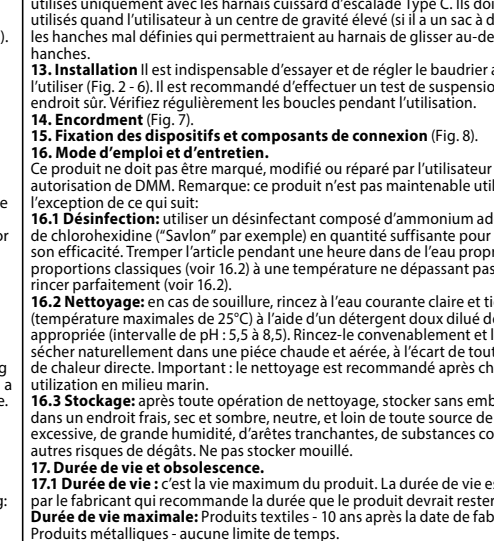 utilisés uniquement avec les harnais cuissard d'escalade Type C. Ils doi
utilisés quand l'utilisateur à un centre de gravité élevé (si il a un sac à d
).
les hanches mal définies qui permettraient au harnais de glisser au-de
hanches.
13. Installation Il est indispensable d'essayer et de régler le baudrier a
l'utiliser (Fig. 2 - 6). Il est recommandé d'effectuer un test de suspensio
endroit sûr. Vérifiez régulièrement les boucles pendant l'utilisation.
14. Encordment (Fig. 7).
15. Fixation des dispositifs et composants de connexion (Fig. 8).
16. Mode d'emploi et d'entretien.
Ce produit ne doit pas être marqué, modifié ou réparé par l'utilisateur
autorisation de DMM. Remarque: ce produit n'est pas maintenable util
e
l'exception de ce qui suit:
16.1 Désinfection: utiliser un désinfectant composé d'ammonium ad
or
de chlorohexidine ("Savlon" par exemple) en quantité suffisante pour
son efficacité. Tremper l'article pendant une heure dans de l'eau propr
proportions classiques (voir 16.2) à une température ne dépassant pas
rincer parfaitement (voir 16.2).
16.2 Nettoyage: en cas de souillure, rincez à l'eau courante claire et ti
(température maximales de 25°C) à l'aide d'un détergent doux dilué d
appropriée (intervalle de pH : 5,5 à 8,5). Rincez-le convenablement et l
sécher naturellement dans une piéce chaude et aérée, à l'écart de tout
g
de chaleur directe. Important : le nettoyage est recommandé après ch
a
utilisation en milieu marin.
e.
16.3 Stockage: après toute opération de nettoyage, stocker sans emb
dans un endroit frais, sec et sombre, neutre, et loin de toute source de
excessive, de grande humidité, d'arêtes tranchantes, de substances co
autres risques de dégâts. Ne pas stocker mouillé.
17. Durée de vie et obsolescence.
17.1 Durée de vie : c'est la vie maximum du produit. La durée de vie es
g:
par le fabricant qui recommande la durée que le produit devrait rester
Durée de vie maximale: Produits textiles - 10 ans après la date de fab
Produits métalliques - aucune limite de temps.